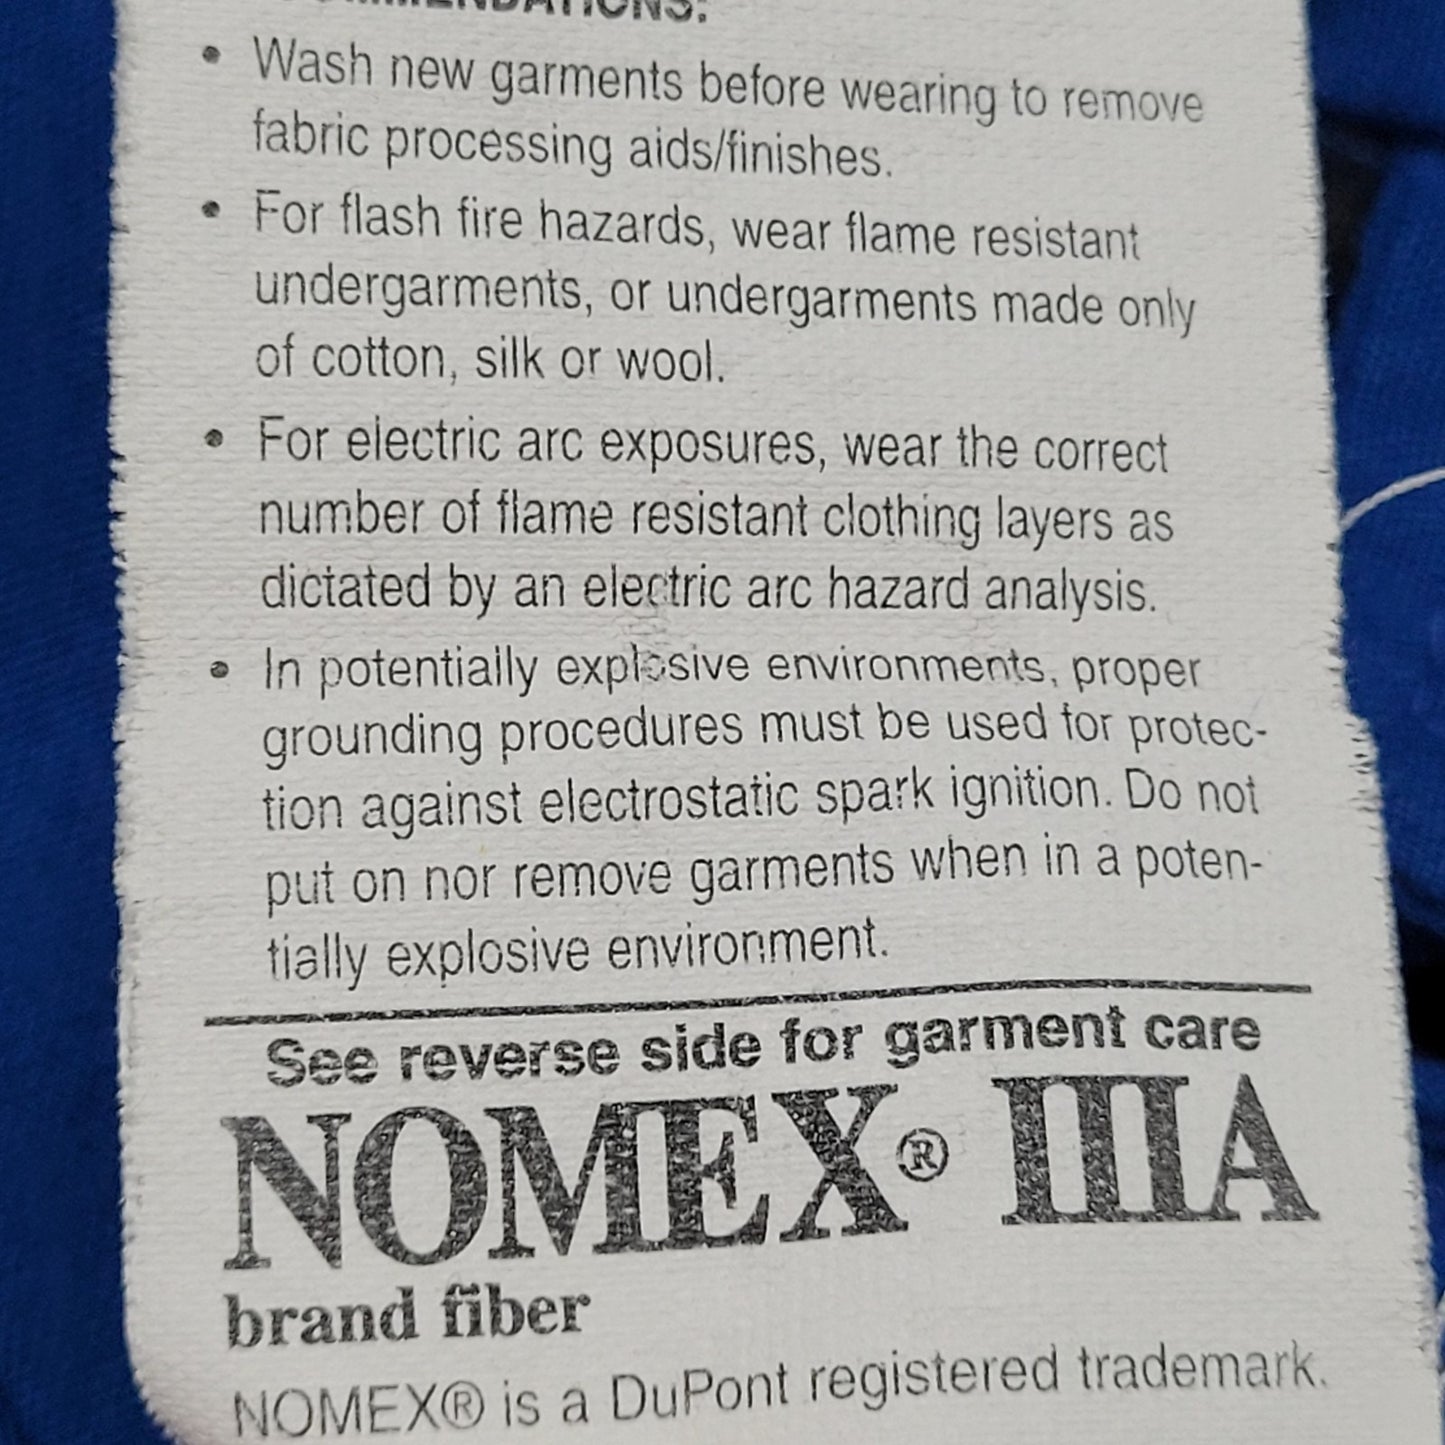 • Wash new garments before wearing to remove
fabric processing aids/finishes.
• For flash fire hazards, wear flame resistant
undergarments, or undergarments made only
of cotton, silk or wool.
• For electric arc exposures, wear the correct
number of flame resistant clothing layers as
dictated by an electric arc hazard analysis.
• In potentially explosive environments, proper
grounding procedures must be used for protec-
tion against electrostatic spark ignition. Do not
put on nor remove garments when in a poten-
tially explosive environment.
See reverse side for garment care
NOMEX® IIIA
brand fiber
NOMEX® is a DuPont registered trademark.